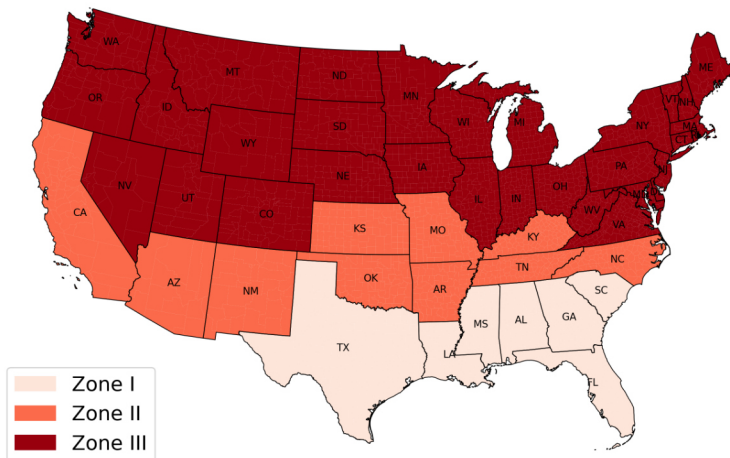 WA
MT
ND
MN
ME
OR
ID
SD
WI
MI
VT
NH
NY
MA
CT
WY
IA
PA
NE
NJ
NV
UT
CO
IL
IN
OH
WV
VA
CA
KS
MO
KY
AZ
NM
OK
AR
TN
NC
TX
LA
MS
AL
GA
SC
FL
Zone I
Zone II
Zone III